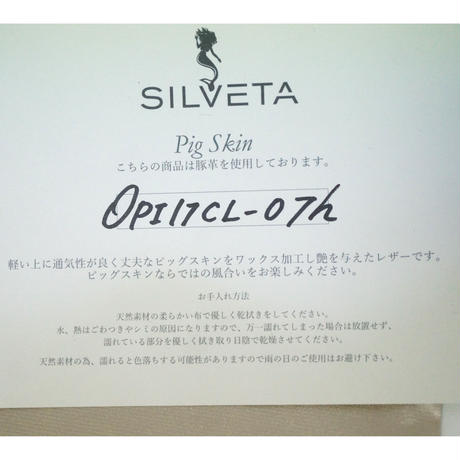 SILVETA
Pig Skin
こちらの商品は豚革を使用しております。
OPI17CL-07h
軽い上に通気性が良く丈夫なピッグスキンをワックス加工し艶を与えたレザーです。
ピッグスキンならではの風合いをお楽しみください。
お手入れ方法
天然素材の柔らかい布で優しく乾拭きをしてください。
水、熱はごわつきやシミの原因になりますので、万一濡れてしまった場合は放置せず、
濡れている部分を優しく拭き取り日陰で乾燥させてください。
天然素材の為、濡れると色落ちする可能性がありますので雨の日のご使用はお避け下さい。